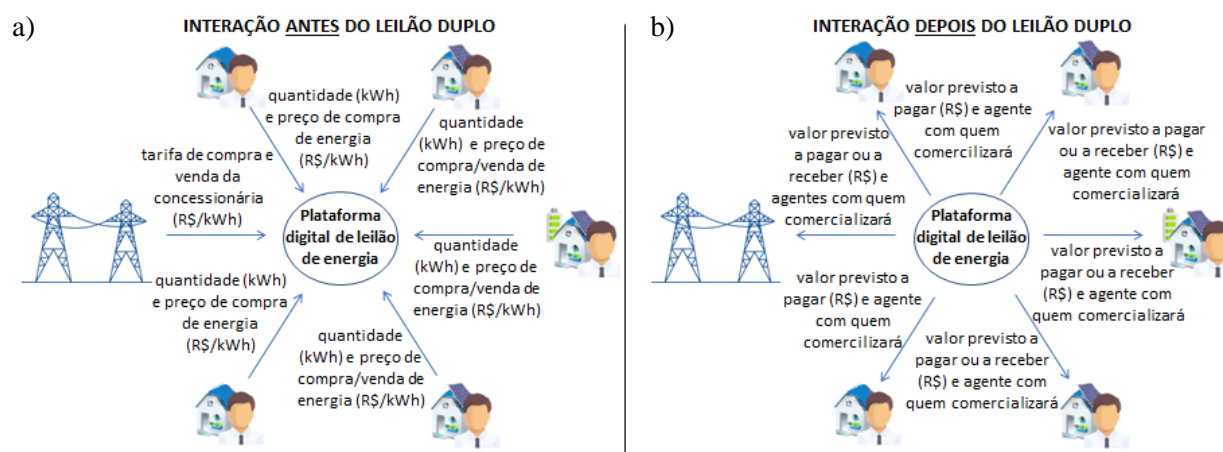 a)
INTERAÇÃO ANTES DO LEILÃO DUPLO
quantidade (kWh)
e preço de compra
de energia
(R$/kWh)
quantidade
(kWh) e preço de
compra/venda de
energia (R$/kWh)
tarifa de compra e
venda da
concessionária
(R$/kWh)
Plataforma
digital de leilão
de energia
quantidade
(kWh) e preço de
compra/venda de
energia (R$/kWh)
quantidade (kWh)
e preço de compra
de energia
(R$/kWh)
quantidade
(kWh) e preço de
compra/venda de
energia (R$/kWh)
b)
INTERAÇÃO DEPOIS DO LEILÃO DUPLO
valor previsto a
pagar (R$) e agente
com quem
comercilizará
valor previsto a pagar
ou a receber (R$) e
agente com quem
comercializará
valor previsto
a pagar ou a
receber (R$) e
agentes com quem
comercializará
Plataforma
digital de leilão
de energia
valor previsto a
pagar ou a receber
(R$) e agente com
quem comercializará
valor previsto a
pagar (R$) e agente
com quem
comercilizará
valor previsto a
pagar ou a receber
(R$) e agente com
quem comercializará